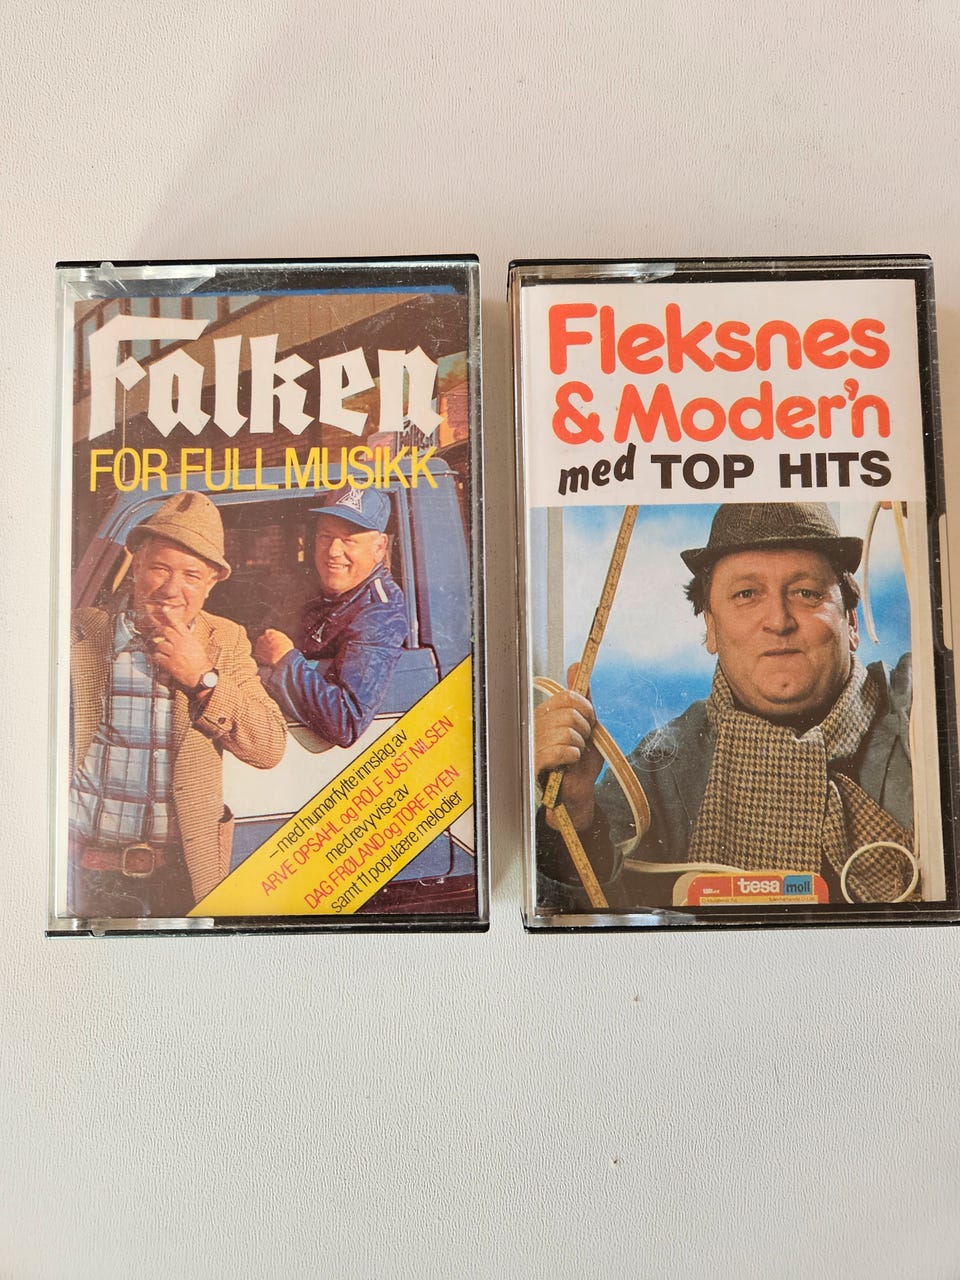 Falken
FOR FULL MUSIKK
– med humørfylte innslag av
ARVE OPSAHL og ROLF JUST NILSEN
med revyvise av
DAG FRØLAND og TORE RYEN
samt 11 populære melodier
Fleksnes
& Moder'n
med TOP HITS
tesa moll